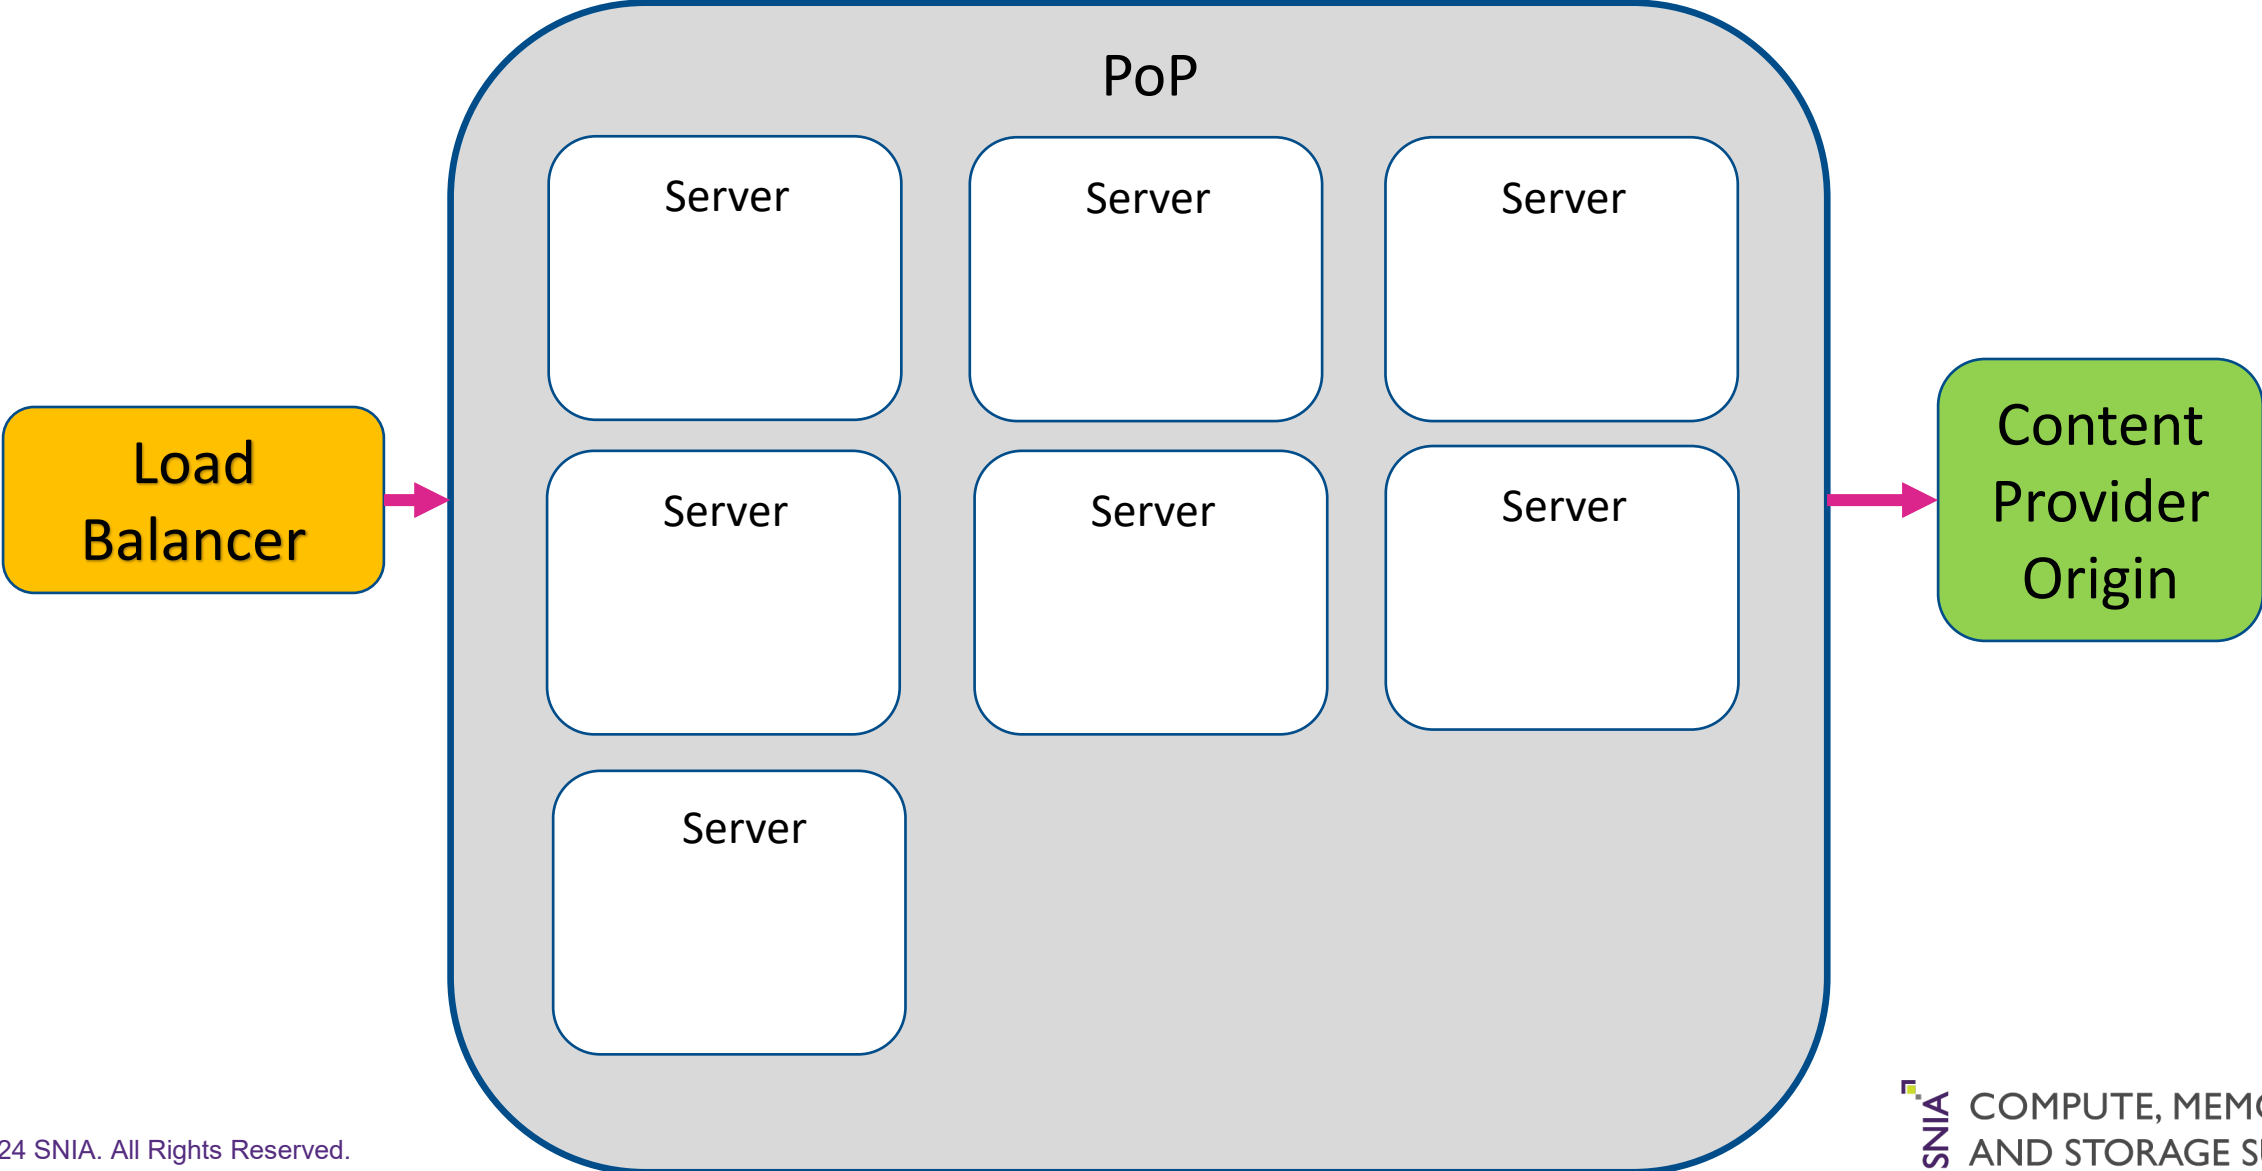 PoP
Server Server Server
Load
Balancer
Server Server Server
Content
Provider
Origin
Server
24 SNIA. All Rights Reserved.
SNIA
COMPUTE,
AND STORAGE